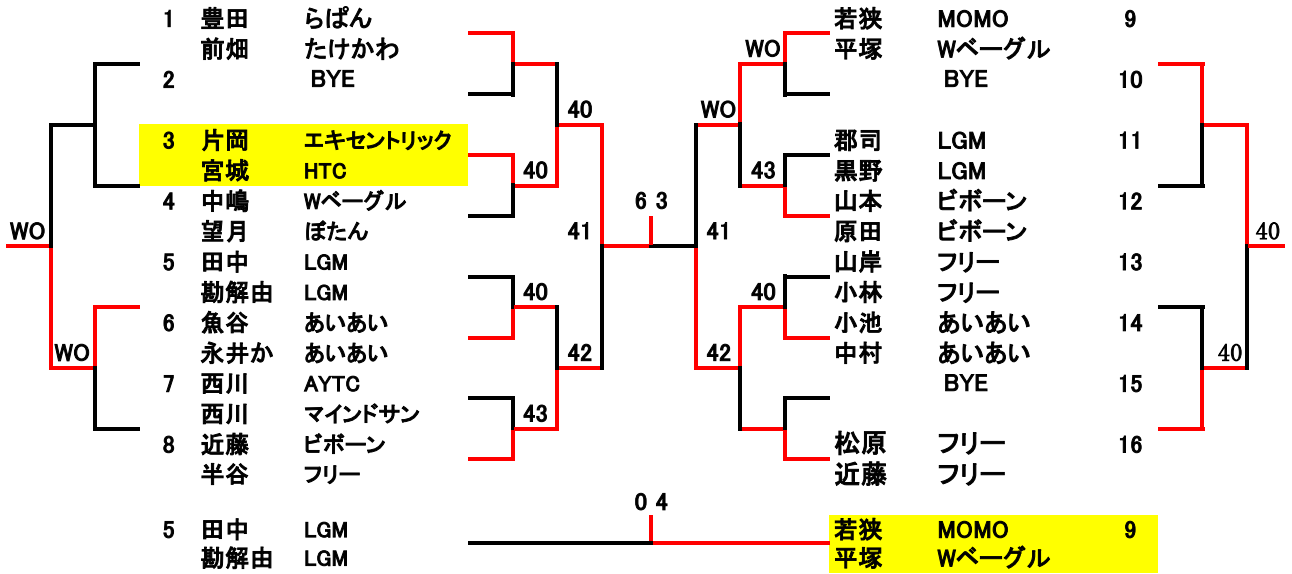 1 豊田 らぱん 若狭 MOMO 9
前畑 たけかわ WO 平塚 Wベーグル
2 BYE BYE 10
40 WO
3 片岡 エキセントリック 郡司 LGM 11
宮城 HTC 40 43 黒野 LGM
4 中嶋 Wベーグル 6 3 山本 ビボーン 12
WO 望月 ぼたん 41 41 原田 ビボーン 40
5 田中 LGM 山岸 フリー 13
勘解由 LGM 40 40 小林 フリー
6 魚谷 あいあい 小池 あいあい 14
WO 永井か あいあい 42 42 中村 あいあい 40
7 西川 AYTC BYE 15
西川 マインドサン 43
8 近藤 ビボーン 松原 フリー 16
半谷 フリー 近藤 フリー
0 4
5 田中 LGM 若狭 MOMO 9
勘解由 LGM 平塚 Wベーグル